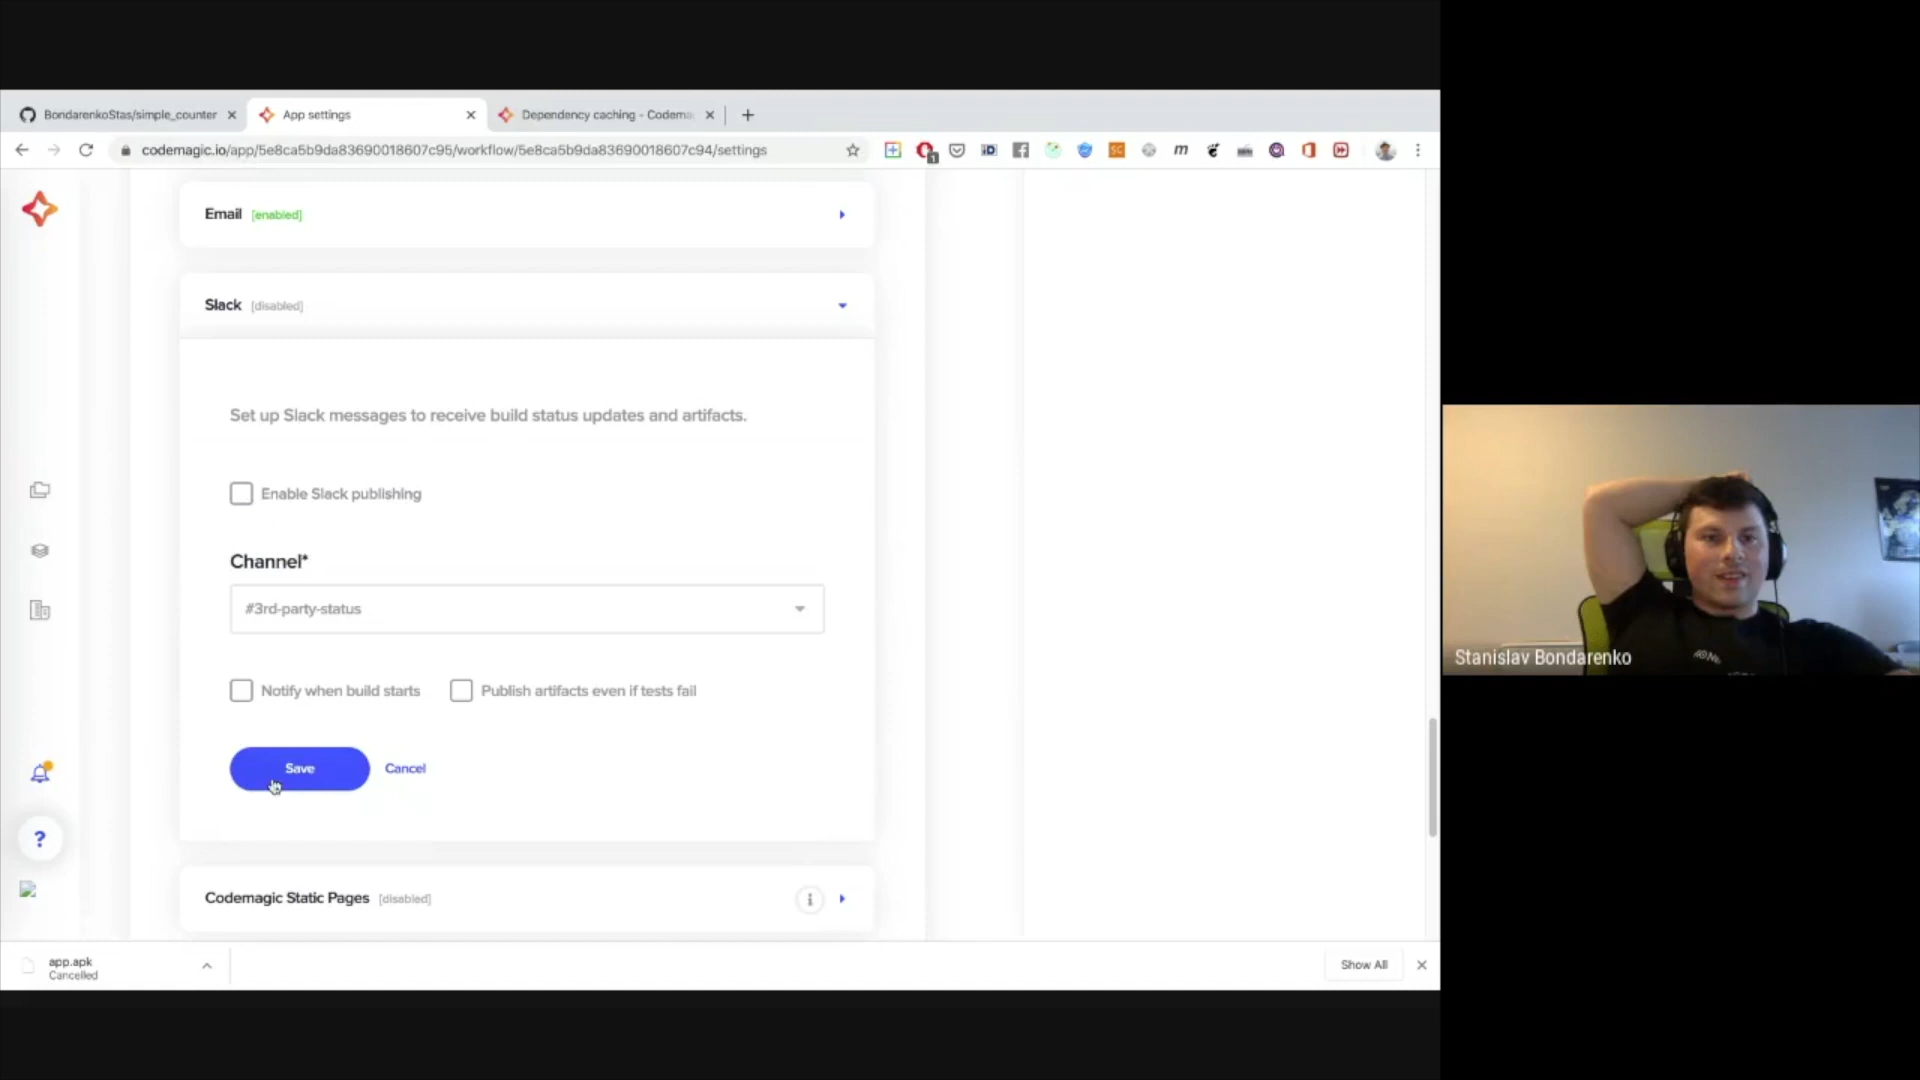 BondarenkoStas/simple_counter
App settings
Dependency caching - Codema
codemagic.io/app/5e8ca5b9da83690018607c95/workflow/5e8ca5b9da83690018607c94/settings
Email [enabled]
Slack [disabled]
Set up Slack messages to receive build status updates and artifacts.
Enable Slack publishing
Channel*
#3rd-party-status
Notify when build starts
Publish artifacts even if tests fail
Save
Cancel
?
Codemagic Static Pages [disabled]
i
app.apk
Cancelled
Show All
Stanislav Bondarenko